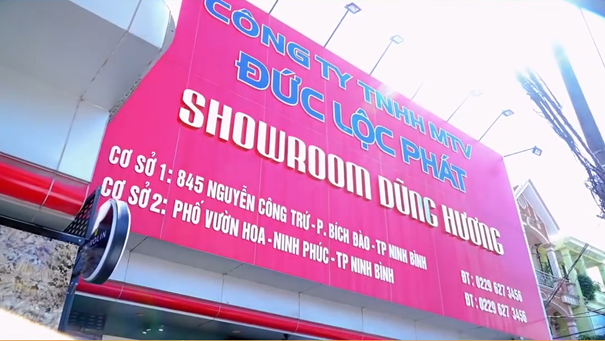 CÔNG TY TNHH MTV
ĐỨC LỘC PHÁT
SHOWROOM DŨNG HƯƠNG
CƠ SỞ 1: 845 NGUYỄN CÔNG TRỨ - P. BÍCH ĐÀO - TP NINH BÌNH ĐT: 0229 627 3456
CƠ SỞ 2: PHỐ VƯỜN HOA - NINH PHÚC - TP NINH BÌNH ĐT: 0229 627 3456